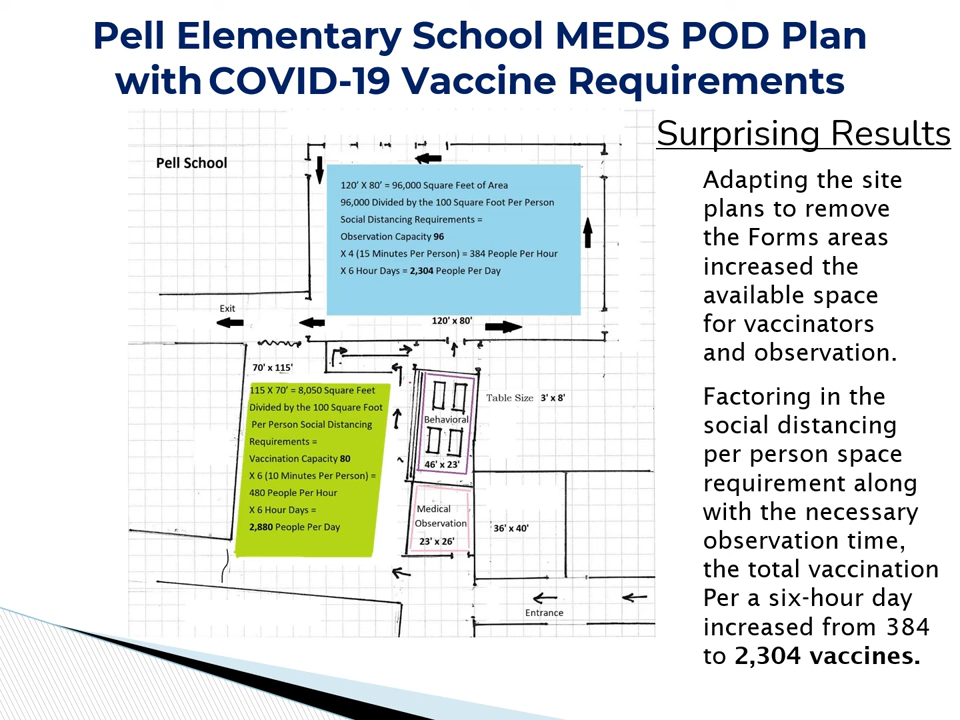 Pell Elementary School MEDS POD Plan
with COVID-19 Vaccine Requirements
Surprising Results
Pell School
120' X 80' = 96,000 Square Feet of Area
96,000 Divided by the 100 Square Foot Per Person
Social Distancing Requirements =
Observation Capacity 96
X 4 (15 Minutes Per Person) = 384 People Per Hour
X 6 Hour Days = 2,304 People Per Day
Exit
120' x 80'
70' x 115'
115 X 70' = 8,050 Square Feet
Divided by the 100 Square Foot
Per Person Social Distancing
Requirements =
Vaccination Capacity 80
X 6 (10 Minutes Per Person) =
480 People Per Hour
X 6 Hour Days =
2,880 People Per Day
Behavioral
46' x 23'
Table Size 3' x 8'
Medical
Observation
23' x 26'
36' x 40'
Entrance
Adapting the site
plans to remove
the Forms areas
increased the
available space
for vaccinators
and observation.
Factoring in the
social distancing
per person space
requirement along
with the necessary
observation time,
the total vaccination
Per a six-hour day
increased from 384
to 2,304 vaccines.